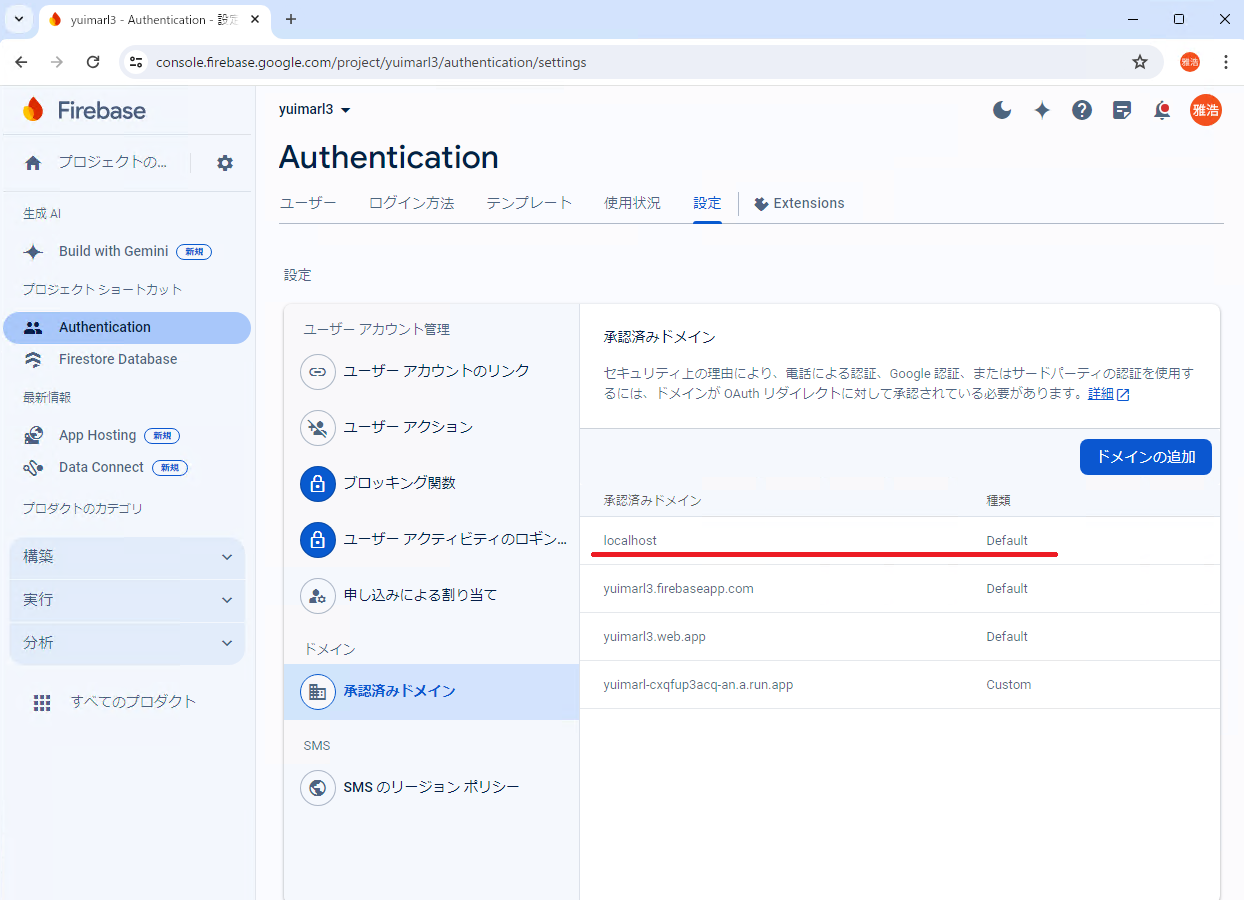 yuimarl3 - Authentication - 設定
console.firebase.google.com/project/yuimarl3/authentication/settings
雅浩
Firebase
yuimarl3
雅浩
プロジェクトの...
Authentication
ユーザー ログイン方法 テンプレート 使用状況 設定 Extensions
生成 AI
Build with Gemini 新規
プロジェクト ショートカット
Authentication
Firestore Database
最新情報
App Hosting 新規
Data Connect 新規
プロダクトのカテゴリ
構築
実行
分析
すべてのプロダクト
設定
ユーザー アカウント管理
ユーザー アカウントのリンク
ユーザー アクション
ブロッキング関数
ユーザー アクティビティのロギン...
申し込みによる割り当て
ドメイン
承認済みドメイン
SMS
SMS のリージョン ポリシー
承認済みドメイン
セキュリティ上の理由により、電話による認証、Google 認証、またはサードパーティの認証を使用す
るには、ドメインが OAuth リダイレクトに対して承認されている必要があります。詳細
ドメインの追加
承認済みドメイン 種類
localhost Default
yuimarl3.firebaseapp.com Default
yuimarl3.web.app Default
yuimarl-cxqfup3acq-an.a.run.app Custom